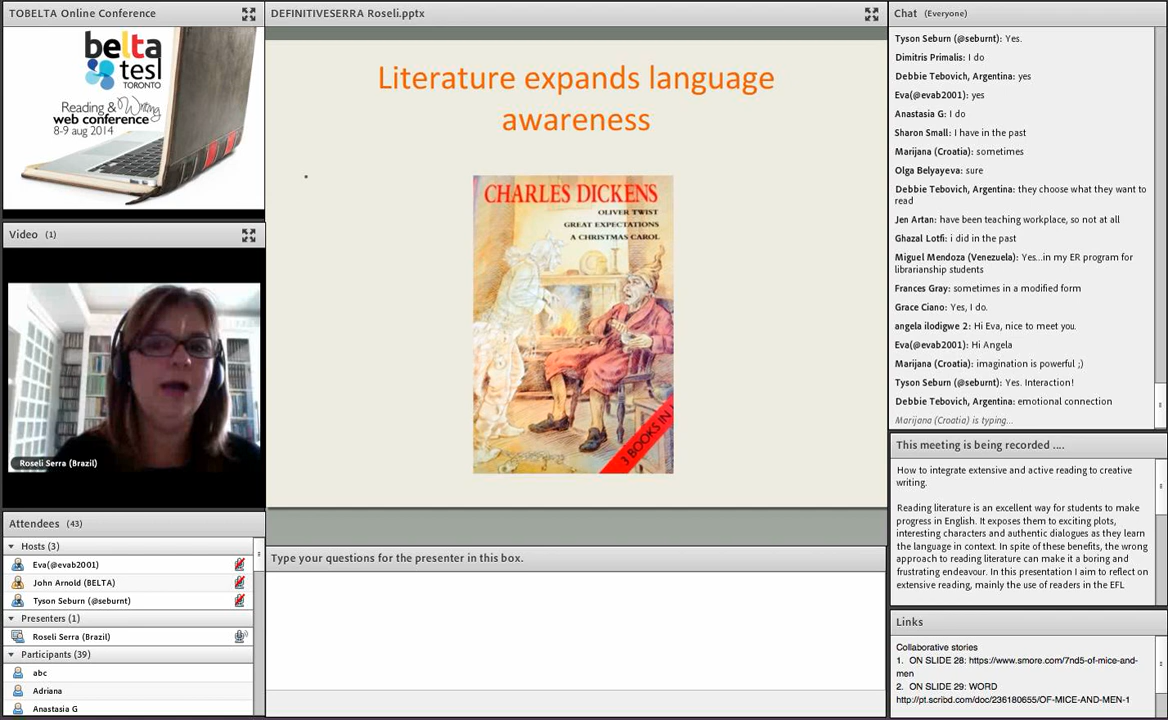 TOBELTA Online Conference
belta
tesl
TORONTO
Reading & Writing
web conference
8-9 aug 2014
Video (1)
Roseli Serra (Brazil)
Attendees (43)
Hosts (3)
Eva(@evab2001)
John Arnold (BELTA)
Tyson Seburn (@seburnt)
Presenters (1)
Roseli Serra (Brazil)
Participants (39)
abc
Adriana
Anastasia G
DEFINITIVESERRA Roseli.pptx
Literature expands language
awareness
CHARLES DICKENS
OLIVER TWIST
GREAT EXPECTATIONS
A CHRISTMAS CAROL
3 BOOKS IN
Type your questions for the presenter in this box.
Chat (Everyone)
Tyson Seburn (@seburnt): Yes.
Dimitris Primalis: I do
Debbie Tebovich, Argentina: yes
Eva(@evab2001): yes
Anastasia G: I do
Sharon Small: I have in the past
Marijana (Croatia): sometimes
Olga Belyayeva: sure
Debbie Tebovich, Argentina: they choose what they want to
read
Jen Artan: have been teaching workplace, so not at all
Ghazal Lotfi: i did in the past
Miguel Mendoza (Venezuela): Yes...in my ER program for
librarianship students
Frances Gray: sometimes in a modified form
Grace Ciano: Yes, I do.
angela ilodigwe 2: Hi Eva, nice to meet you.
Eva(@evab2001): Hi Angela
Marijana (Croatia): imagination is powerful ;)
Tyson Seburn (@seburnt): Yes. Interaction!
Debbie Tebovich, Argentina: emotional connection
Marijana (Croatia) is typing...
This meeting is being recorded ....
How to integrate extensive and active reading to creative
writing.
Reading literature is an excellent way for students to make
progress in English. It exposes them to exciting plots,
interesting characters and authentic dialogues as they learn
the language in context. In spite of these benefits, the wrong
approach to reading literature can make it a boring and
frustrating endeavour. In this presentation I aim to reflect on
extensive reading, mainly the use of readers in the EFL
Links
Collaborative stories
1. ON SLIDE 28: https://www.smore.com/7nd5-of-mice-and-
men
2. ON SLIDE 29: WORD
http://pt.scribd.com/doc/236180655/OF-MICE-AND-MEN-1